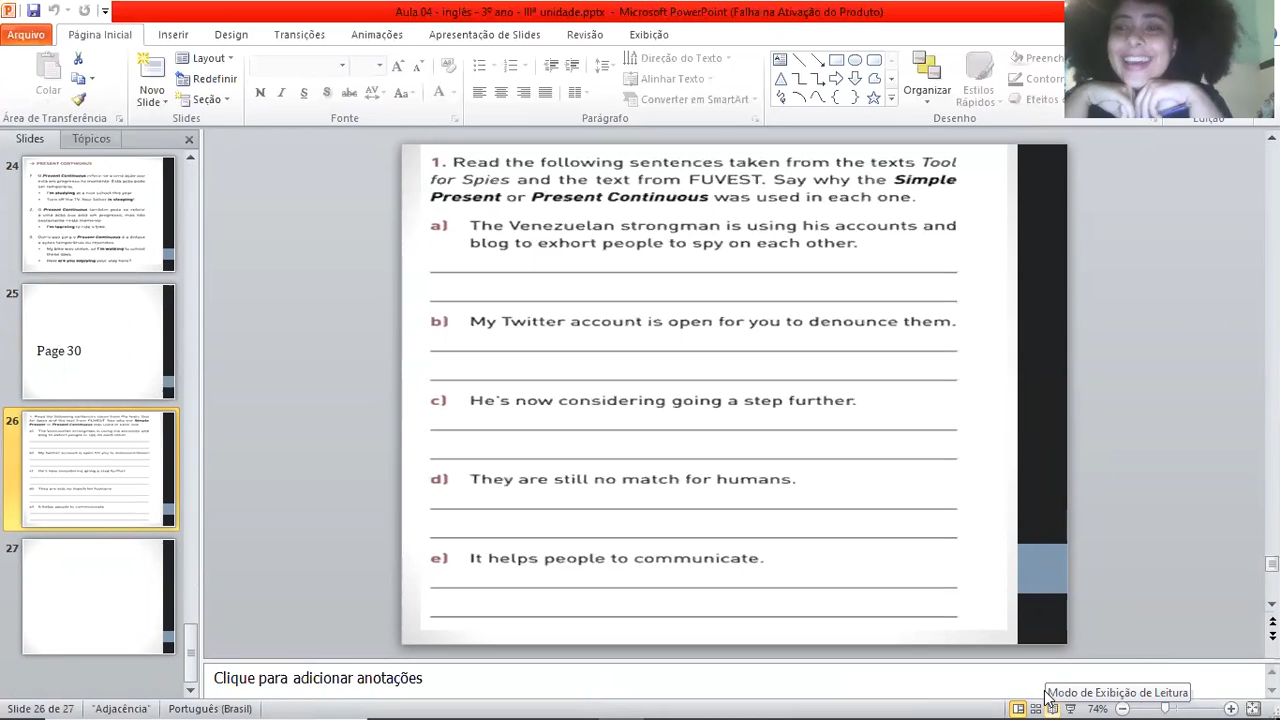 Aula 04 - inglês - 3º ano - IIIª unidade.pptx - Microsoft PowerPoint (Falha na Ativação do Produto)
Arquivo
Página Inicial
Inserir
Design
Transições
Animações
Apresentação de Slides
Revisão
Exibição
Colar
Novo
Slide
Layout
Redefinir
Seção
Direção do Texto
Alinhar Texto
Converter em SmartArt
Organizar
Estilos
Rápidos
Preench
Contorn
Efeitos
Área de Transferência
Slides
Fonte
Parágrafo
Desenho
Edição
Slides
Tópicos
24
PRESENT CONTINUOUS
25
Page 30
26
27
1. Read the following sentences taken from the texts Tool
for and the text from FUVEST. Say why the Simple
Present or Present Continuous was used in each one.
a) The Venezuelan strongman is using his accounts and
blog to exhort people to spy on each other.
b) My Twitter account is open for you to denounce them.
c) He's now considering going a step further.
d) They are still no match for humans.
e) It helps people to communicate.
Clique para adicionar anotações
Modo de Exibição de Leitura
Slide 26 de 27
"Adjacência"
Português (Brasil)
74%